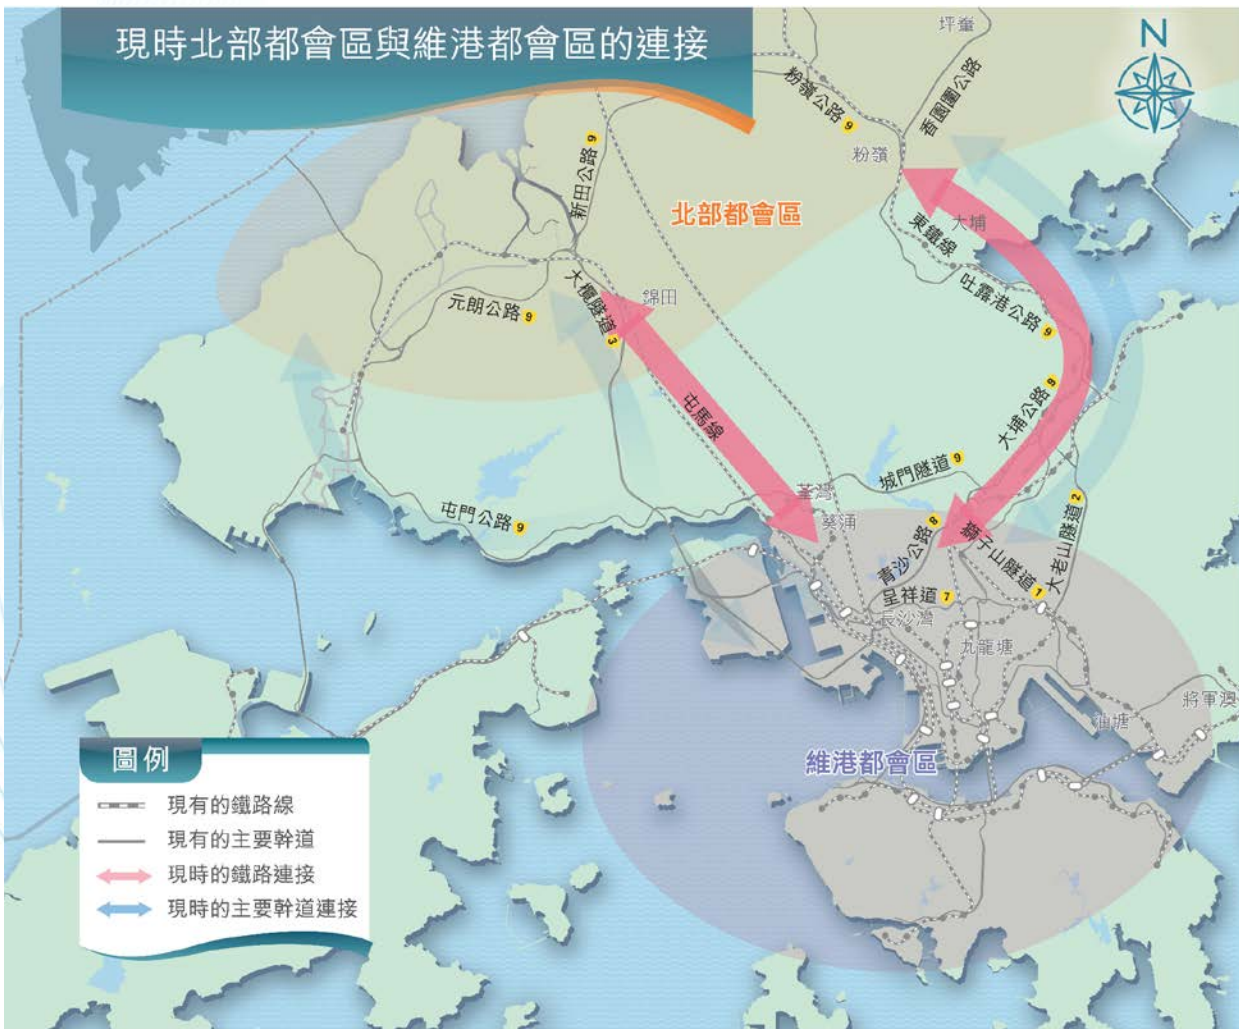 現時北部都會區與維港都會區的連接
N
坪輋
粉嶺公路 9
香園圍公路
粉嶺
新田公路 9
北部都會區
大埔
東鐵線
吐露港公路 9
錦田
大欖隧道 3
元朗公路 9
屯馬線
大埔公路 9
城門隧道 9
荃灣
葵涌
屯門公路 9
青沙公路 8
獅子山隧道 1
大老山隧道 2
呈祥道 7
長沙灣
九龍塘
將軍澳
油塘
維港都會區
圖例
現有的鐵路線
現有的主要幹道
現時的鐵路連接
現時的主要幹道連接